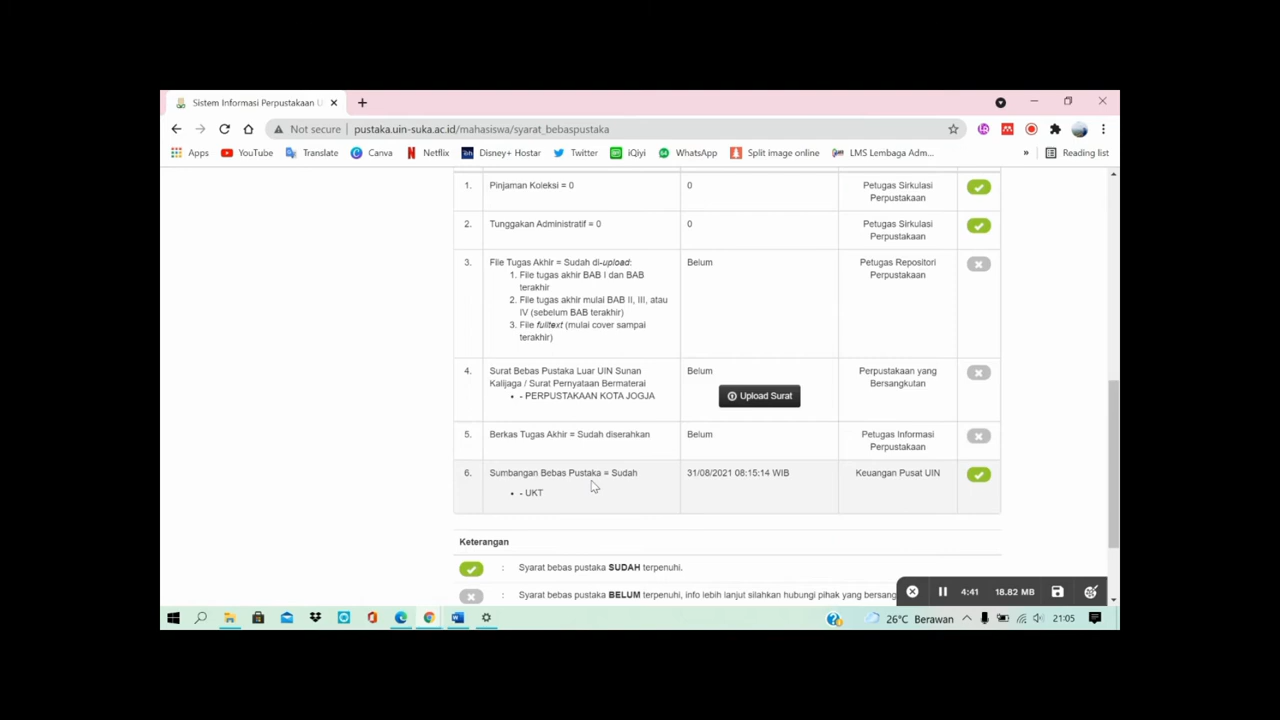 Sistem Informasi Perpustakaan U
Not secure pustaka.uin-suka.ac.id/mahasiswa/syarat_bebaspustaka
Apps YouTube Translate Canva Netflix Disney+ Hostar Twitter iQiyi WhatsApp Split image online LMS Lembaga Adm... » Reading list
1. Pinjaman Koleksi = 0 0 Petugas Sirkulasi
Perpustakaan
2. Tunggakan Administratif = 0 0 Petugas Sirkulasi
Perpustakaan
3. File Tugas Akhir = Sudah di-upload: Belum Petugas Repositori
Perpustakaan
1. File tugas akhir BAB I dan BAB
terakhir
2. File tugas akhir mulai BAB II, III, atau
IV (sebelum BAB terakhir)
3. File fulltext (mulai cover sampai
terakhir)
4. Surat Bebas Pustaka Luar UIN Sunan Belum Perpustakaan yang
Kalijaga / Surat Pernyataan Bermaterai Bersangkutan
• - PERPUSTAKAAN KOTA JOGJA Upload Surat
5. Berkas Tugas Akhir = Sudah diserahkan Belum Petugas Informasi
Perpustakaan
6. Sumbangan Bebas Pustaka = Sudah 31/08/2021 08:15:14 WIB Keuangan Pusat UIN
• - UKT
Keterangan
: Syarat bebas pustaka SUDAH terpenuhi.
: Syarat bebas pustaka BELUM terpenuhi, info lebih lanjut silahkan hubungi pihak yang bersang
4:41 18.82 MB
26°C Berawan 21:05